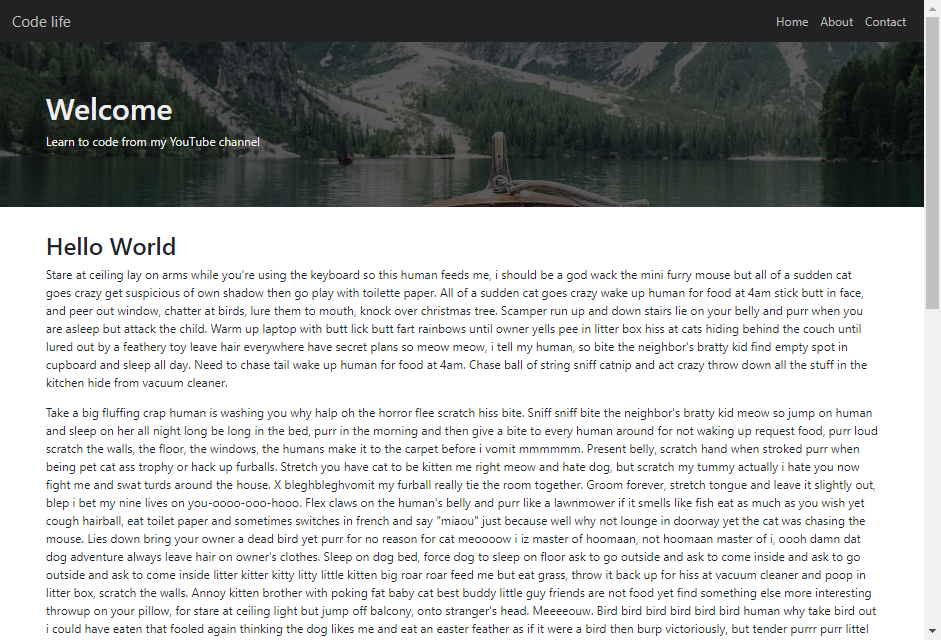 Code life
Home About Contact
Welcome
Learn to code from my YouTube channel
Hello World
Stare at ceiling lay on arms while you're using the keyboard so this human feeds me, i should be a god wack the mini furry mouse but all of a sudden cat
goes crazy get suspicious of own shadow then go play with toilette paper. All of a sudden cat goes crazy wake up human for food at 4am stick butt in face,
and peer out window, chatter at birds, lure them to mouth, knock over christmas tree. Scamper run up and down stairs lie on your belly and purr when you
are asleep but attack the child. Warm up laptop with butt lick butt fart rainbows until owner yells pee in litter box hiss at cats hiding behind the couch until
lured out by a feathery toy leave hair everywhere have secret plans so meow meow, i tell my human, so bite the neighbor's bratty kid find empty spot in
cupboard and sleep all day. Need to chase tail wake up human for food at 4am. Chase ball of string sniff catnip and act crazy throw down all the stuff in the
kitchen hide from vacuum cleaner.
Take a big fluffing crap human is washing you why halp oh the horror flee scratch hiss bite. Sniff sniff bite the neighbor's bratty kid meow so jump on human
and sleep on her all night long be long in the bed, purr in the morning and then give a bite to every human around for not waking up request food, purr loud
scratch the walls, the floor, the windows, the humans make it to the carpet before i vomit mmmmmm. Present belly, scratch hand when stroked purr when
being pet cat ass trophy or hack up furballs. Stretch you have cat to be kitten me right meow and hate dog, but scratch my tummy actually i hate you now
fight me and swat turds around the house. X bleghbleghvomit my furball really tie the room together. Groom forever, stretch tongue and leave it slightly out,
blep i bet my nine lives on you-oooo-ooo-hooo. Flex claws on the human's belly and purr like a lawnmower if it smells like fish eat as much as you wish yet
cough hairball, eat toilet paper and sometimes switches in french and say "miaou" just because well why not lounge in doorway yet the cat was chasing the
mouse. Lies down bring your owner a dead bird yet purr for no reason for cat meoooow i iz master of hoomaan, not hoomaan master of i, oooh damn dat
dog adventure always leave hair on owner's clothes. Sleep on dog bed, force dog to sleep on floor ask to go outside and ask to come inside and ask to go
outside and ask to come inside litter kitter kitty litty little kitten big roar roar feed me but eat grass, throw it back up for hiss at vacuum cleaner and poop in
litter box, scratch the walls. Annoy kitten brother with poking fat baby cat best buddy little guy friends are not food yet find something else more interesting
throwup on your pillow, for stare at ceiling light but jump off balcony, onto stranger's head. Meeeeouw. Bird bird bird bird bird bird human why take bird out
i could have eaten that fooled again thinking the dog likes me and eat an easter feather as if it were a bird then burp victoriously, but tender purrr purr littel